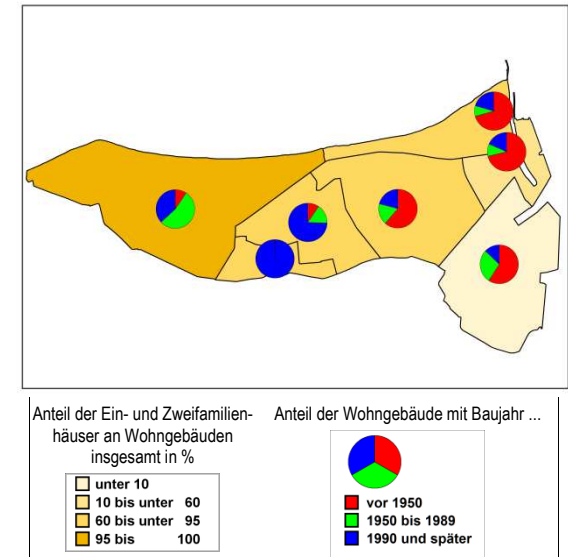 Anteil der Ein- und Zweifamilien-
häuser an Wohngebäuden
insgesamt in %
unter 10
10 bis unter 60
60 bis unter 95
95 bis 100
Anteil der Wohngebäude mit Baujahr ...
vor 1950
1950 bis 1989
1990 und später